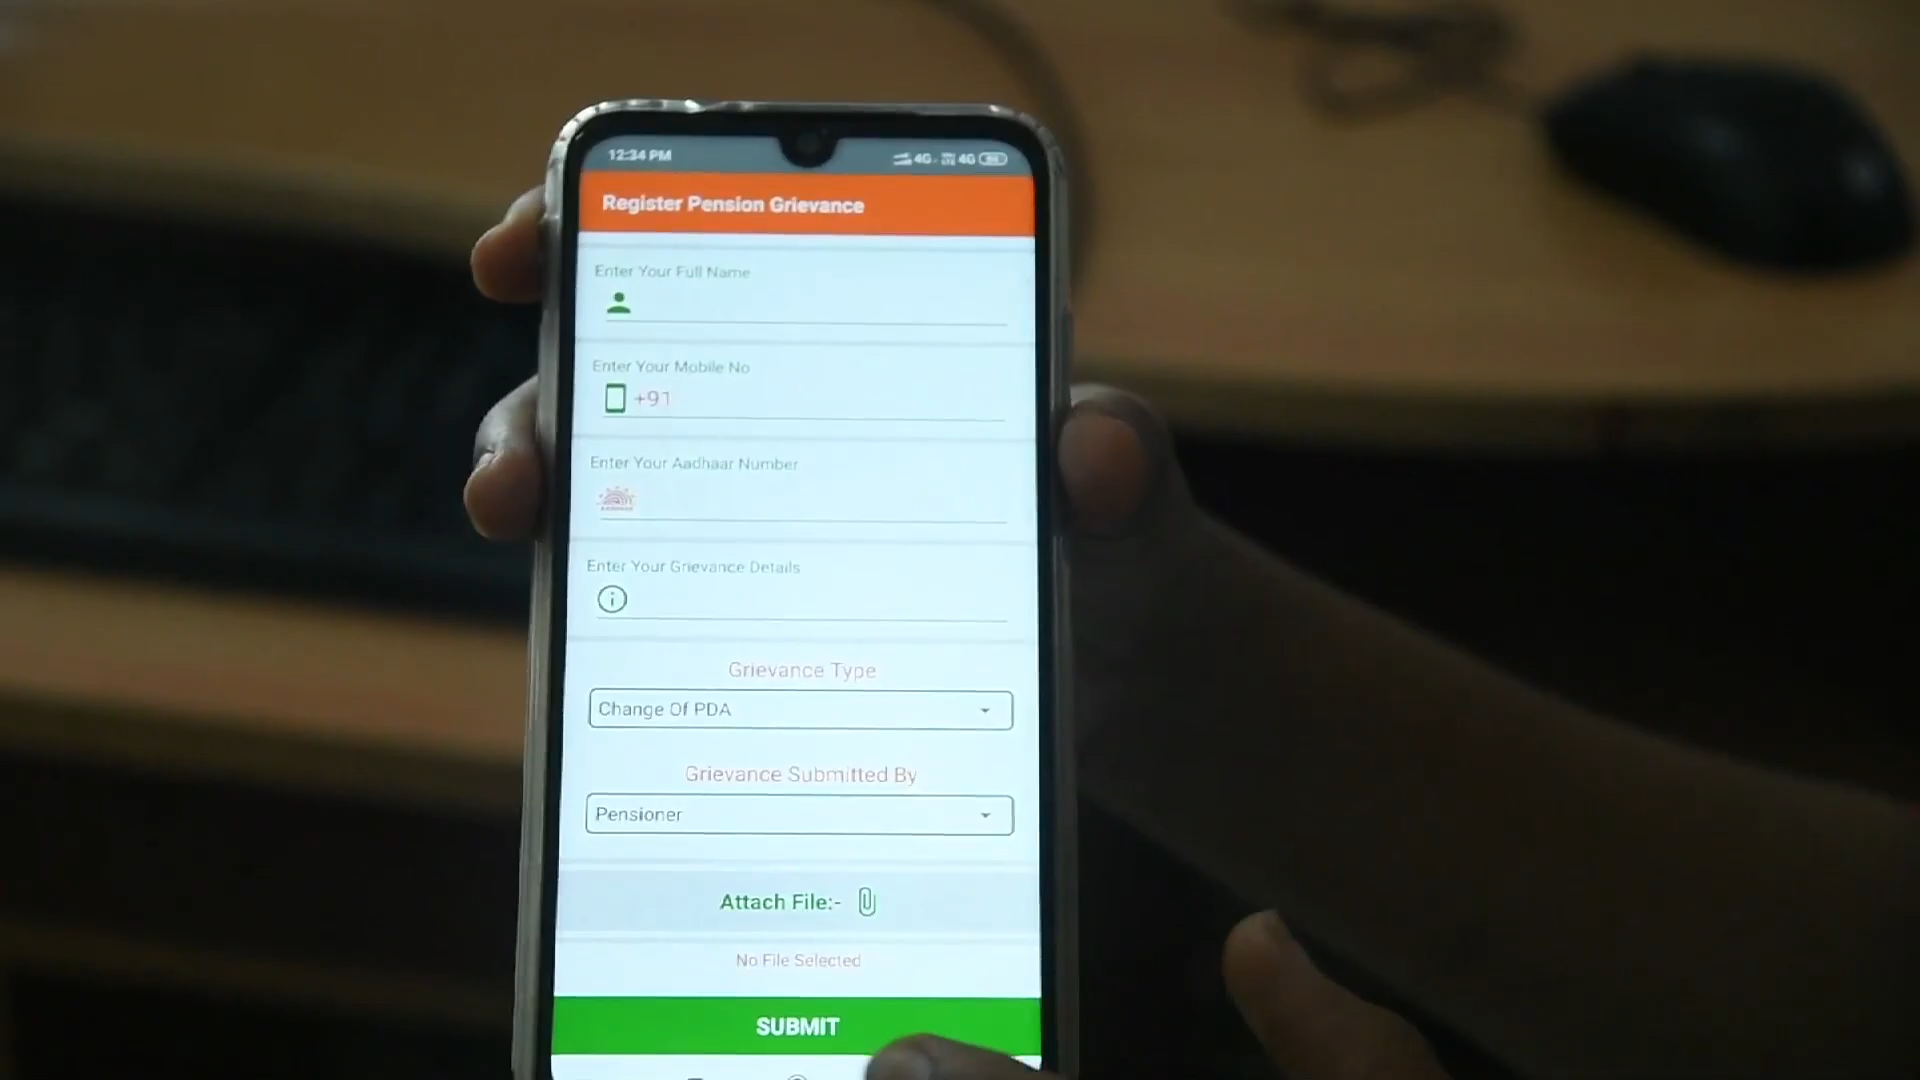 12:34 PM
4G 4G
Register Pension Grievance
Enter Your Full Name
Enter Your Mobile No
+91
Enter Your Aadhaar Number
Enter Your Grievance Details
Grievance Type
Change Of PDA
Grievance Submitted By
Pensioner
Attach File:-
No File Selected
SUBMIT